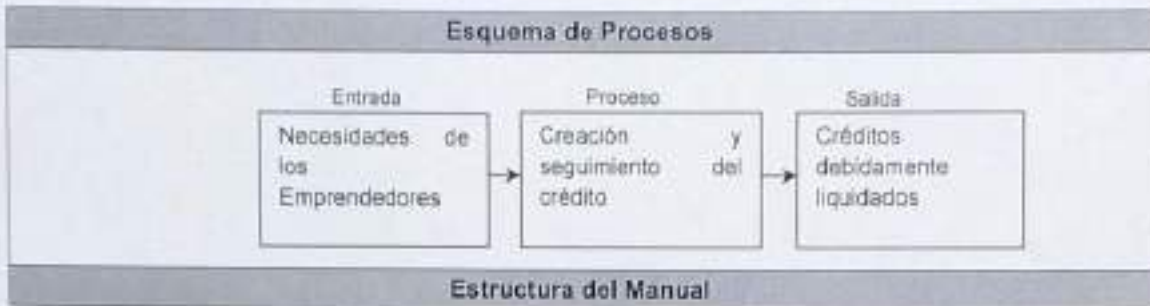 Esquema de Procesos
Entrada
Necesidades de
los
Emprendedores
Proceso
Creación y
seguimiento del
crédito
Salida
Créditos
debidamente
liquidados
Estructura del Manual